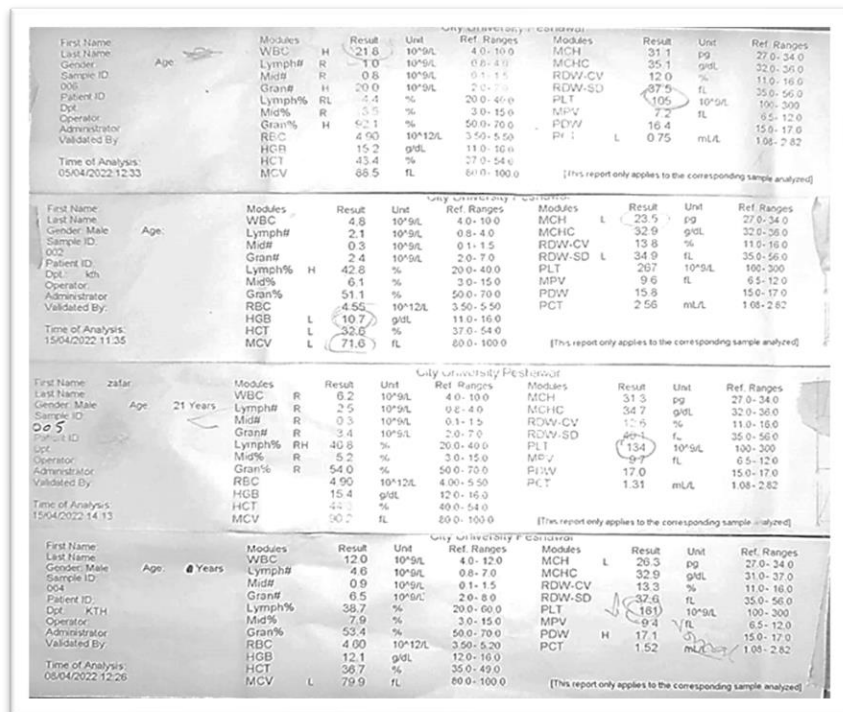 City University Peshawar
First Name Modules Result Unit Ref. Ranges Modules Result Unit Ref. Ranges
Last Name WBC H 21.8 10^9/L 4.0-10.0 MCH 31.1 pg 27.0-34.0
Gender: Age: Lymph# R 1.0 10^9/L 0.8-4.0 MCHC 35.1 g/dL 32.0-36.0
Sample ID: Mid# R 0.8 10^9/L 0.1-1.5 RDW-CV 12.0 % 11.0-16.0
006 Gran# H 20.0 10^9/L 2.0-7.0 RDW-SD 37.5 fL 35.0-56.0
Patient ID: Lymph% RL 4.4 % 20.0-40.0 PLT 105 10^9/L 100-300
Dpt.: Mid% R 3.5 % 3.0-15.0 MPV 7.2 fL 6.5-12.0
Operator: Gran% H 92.1 % 50.0-70.0 PDW 16.4 15.0-17.0
Administrator RBC 4.90 10^12/L 3.50-5.50 PCT L 0.75 mL/L 1.08-2.82
Validated By: HGB 15.2 g/dL 11.0-16.0
Time of Analysis: HCT 43.4 % 37.0-54.0
05/04/2022 12:33 MCV 88.5 fL 80.0-100.0 [This report only applies to the corresponding sample analyzed]
City University Peshawar
First Name Modules Result Unit Ref. Ranges Modules Result Unit Ref. Ranges
Last Name WBC 4.8 10^9/L 4.0-10.0 MCH L 23.5 pg 27.0-34.0
Gender: Male Age: Lymph# 2.1 10^9/L 0.8-4.0 MCHC 32.9 g/dL 32.0-36.0
Sample ID: Mid# 0.3 10^9/L 0.1-1.5 RDW-CV 13.8 % 11.0-16.0
002 Gran# 2.4 10^9/L 2.0-7.0 RDW-SD L 34.9 fL 35.0-56.0
Patient ID: Lymph% H 42.8 % 20.0-40.0 PLT 267 10^9/L 100-300
Dpt.: kth Mid% 6.1 % 3.0-15.0 MPV 9.6 fL 6.5-12.0
Operator: Gran% 51.1 % 50.0-70.0 PDW 15.8 15.0-17.0
Administrator RBC 4.55 10^12/L 3.50-5.50 PCT 2.56 mL/L 1.08-2.82
Validated By: HGB L 10.7 g/dL 11.0-16.0
Time of Analysis: HCT L 32.6 % 37.0-54.0
15/04/2022 11:35 MCV L 71.6 fL 80.0-100.0 [This report only applies to the corresponding sample analyzed]
City University Peshawar
First Name zafar Modules Result Unit Ref. Ranges Modules Result Unit Ref. Ranges
Last Name WBC R 6.2 10^9/L 4.0-10.0 MCH 31.3 pg 27.0-34.0
Gender: Male Age: 21 Years Lymph# R 2.5 10^9/L 0.8-4.0 MCHC 34.7 g/dL 32.0-36.0
Sample ID: Mid# R 0.3 10^9/L 0.1-1.5 RDW-CV 12.6 % 11.0-16.0
005 Gran# R 3.4 10^9/L 2.0-7.0 RDW-SD fL 35.0-56.0
Patient ID: Lymph% RH 40.8 % 20.0-40.0 PLT 134 10^9/L 100-300
Dpt.: Mid% R 5.2 % 3.0-15.0 MPV 9.7 fL 6.5-12.0
Operator: Gran% R 54.0 % 50.0-70.0 PDW 17.0 15.0-17.0
Administrator RBC 4.90 10^12/L 4.00-5.50 PCT 1.31 mL/L 1.08-2.82
Validated By: HGB 15.4 g/dL 12.0-16.0
Time of Analysis: HCT % 40.0-54.0
15/04/2022 14:13 MCV fL 80.0-100.0 [This report only applies to the corresponding sample analyzed]
City University Peshawar
First Name Modules Result Unit Ref. Ranges Modules Result Unit Ref. Ranges
Last Name WBC 12.0 10^9/L 4.0-12.0 MCH L 26.3 pg 27.0-34.0
Gender: Male Age: Years Lymph# 4.6 10^9/L 0.8-7.0 MCHC 32.9 g/dL 31.0-37.0
Sample ID: Mid# 0.9 10^9/L 0.1-1.5 RDW-CV 13.3 % 11.0-16.0
004 Gran# 6.5 10^9/L 2.0-8.0 RDW-SD 37.6 fL 35.0-56.0
Patient ID: Lymph% 38.7 % 20.0-60.0 PLT 161 10^9/L 100-300
Dpt.: KTH Mid% 7.9 % 3.0-15.0 MPV 9.4 fL 6.5-12.0
Operator: Gran% 53.4 % 50.0-70.0 PDW H 17.1 15.0-17.0
Administrator RBC 4.60 10^12/L 3.50-5.20 PCT 1.52 mL/L 1.08-2.82
Validated By: HGB 12.1 g/dL 12.0-16.0
Time of Analysis: HCT 36.7 % 35.0-49.0
08/04/2022 12:26 MCV L 79.9 fL 80.0-100.0 [This report only applies to the corresponding sample analyzed]